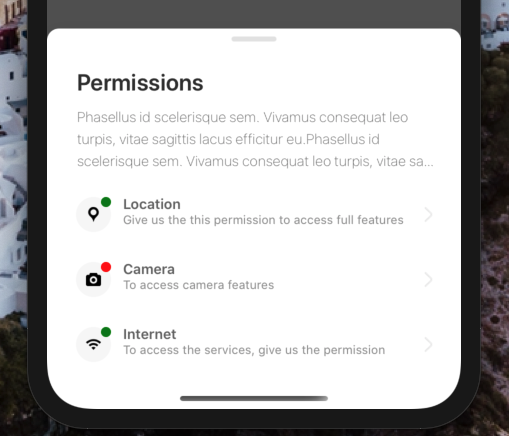 Permissions
Phasellus id scelerisque sem. Vivamus consequat leo
turpis, vitae sagittis lacus efficitur eu.Phasellus id
scelerisque sem. Vivamus consequat leo turpis, vitae sa...
Location
Give us the this permission to access full features
Camera
To access camera features
Internet
To access the services, give us the permission